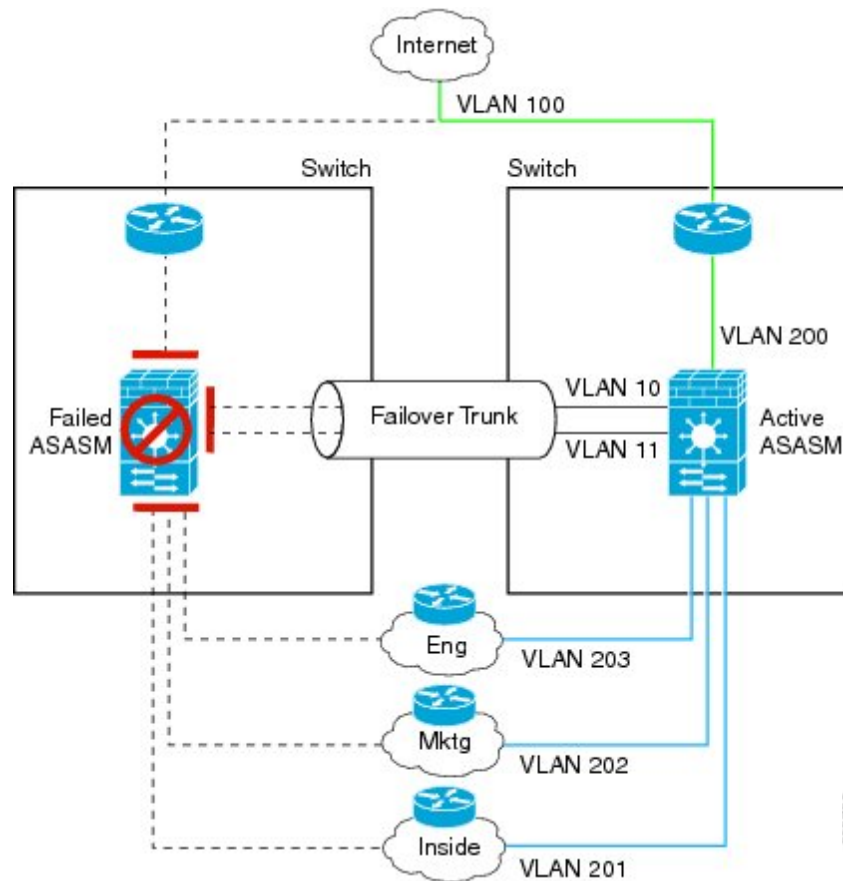 Internet
VLAN 100
Switch
Switch
VLAN 200
Failed
ASASM
Failover Trunk
VLAN 10
VLAN 11
Active
ASASM
Eng
VLAN 203
Mktg
VLAN 202
Inside
VLAN 201